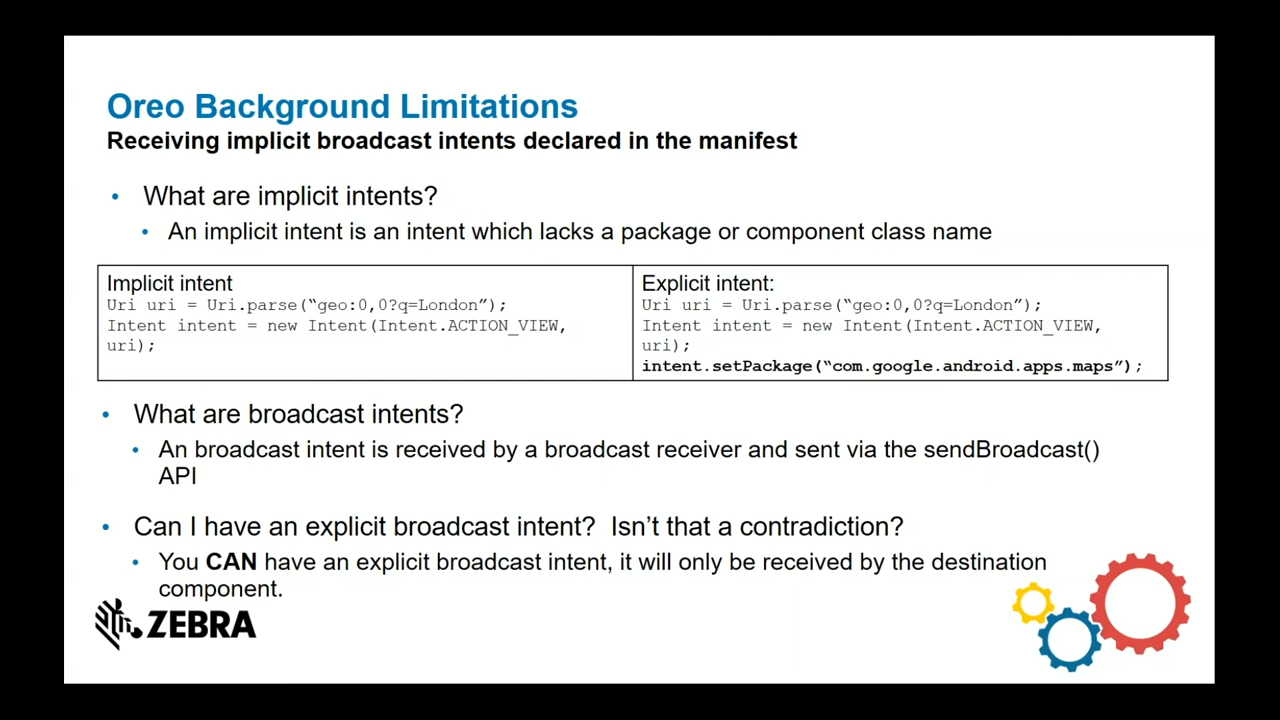 Oreo Background Limitations
Receiving implicit broadcast intents declared in the manifest
• What are implicit intents?
• An implicit intent is an intent which lacks a package or component class name
Implicit intent
Uri uri = Uri.parse(“geo:0,0?q=London”);
Intent intent = new Intent(Intent.ACTION_VIEW,
uri);
Explicit intent:
Uri uri = Uri.parse(“geo:0,0?q=London”);
Intent intent = new Intent(Intent.ACTION_VIEW,
uri);
intent.setPackage(“com.google.android.apps.maps”);
• What are broadcast intents?
• An broadcast intent is received by a broadcast receiver and sent via the sendBroadcast()
API
• Can I have an explicit broadcast intent?  Isn’t that a contradiction?
• You CAN have an explicit broadcast intent, it will only be received by the destination
component.
ZEBRA